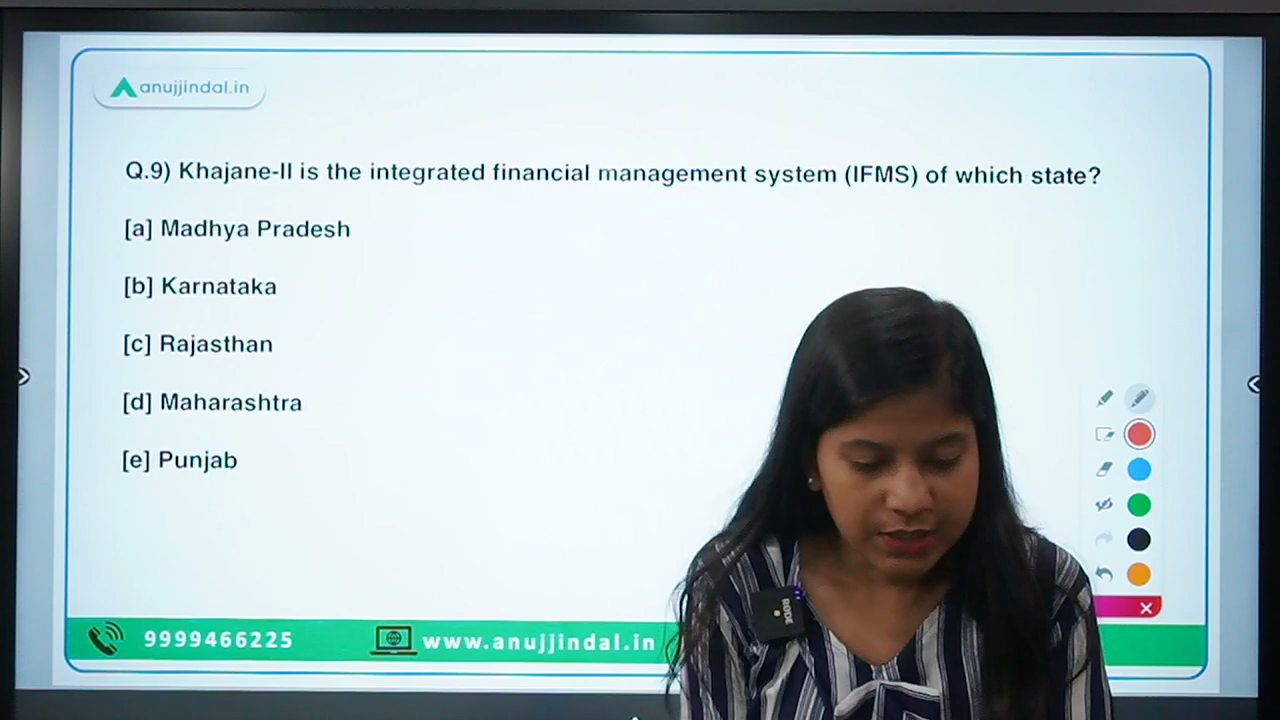 anujjindal.in
Q.9) Khajane-II is the integrated financial management system (IFMS) of which state?
[a] Madhya Pradesh
[b] Karnataka
[c] Rajasthan
[d] Maharashtra
[e] Punjab
RODE
9999466225
www.anujjindal.in